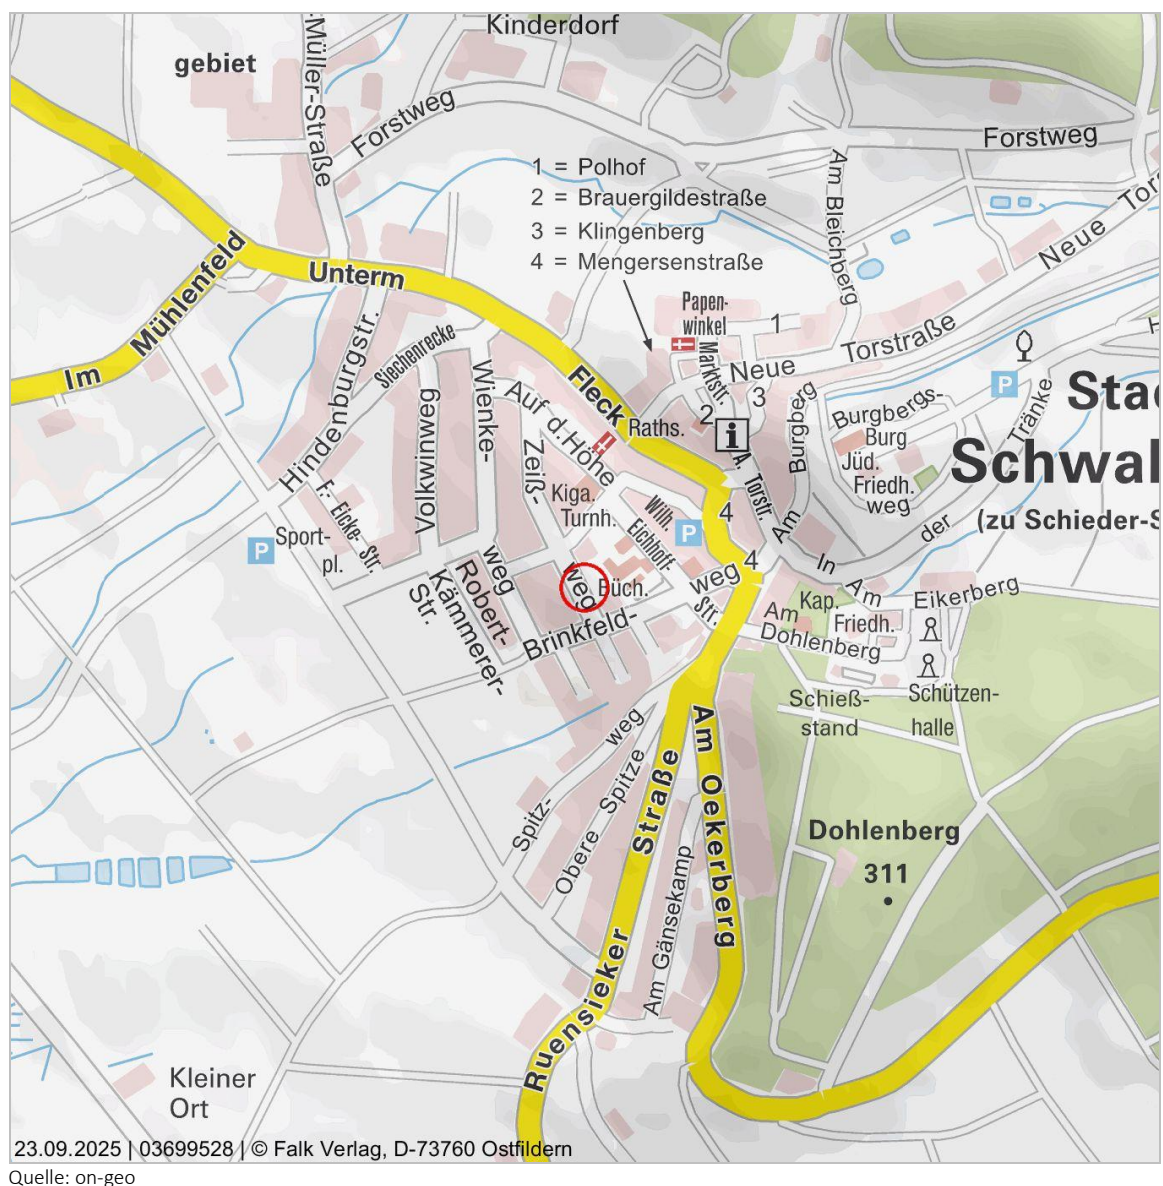 Kinderdorf
gebiet
-Müller-Straße
Forstweg
Forstweg
1 = Polhof
2 = Brauergildestraße
3 = Klingenberg
4 = Mengersenstraße
Am Bleichberg
Neue
Unterm
Im Mühlenfeld
Papen-
winkel
1
Marktstr.
Neue
Torstraße
Hindenburgstr.
Siechenrecke
Fleck
Wienke-
Auf d. Höhe
Volkwinweg
Zeiß-
Raths.
2
3
i
Burgbergs-
Burg
Jüd.
Friedh.
weg
Am
Burgberg
P
Tränke
der
In
Sta
Schwal
(zu Schieder-S
A. Torstr.
F.- Eicke- Str.
P
Sport-
pl.
Kiga.
Turnh.
Wilh.
Eichhoff-
Str.
P
4
4
weg
weg
weg
Büch.
Robert-
Kämmerer-
Str.
Brinkfeld-
Am
Eikerberg
Kap.
Friedh.
Am
Dohlenberg
Schieß-
stand
Schützen-
halle
Spitz-
weg
Obere Spitze
Ruensieker Straße
Am Oekerberg
Am Gänsekamp
Dohlenberg
311
Kleiner
Ort
23.09.2025 | 03699528 | © Falk Verlag, D-73760 Ostfildern
Quelle: on-geo